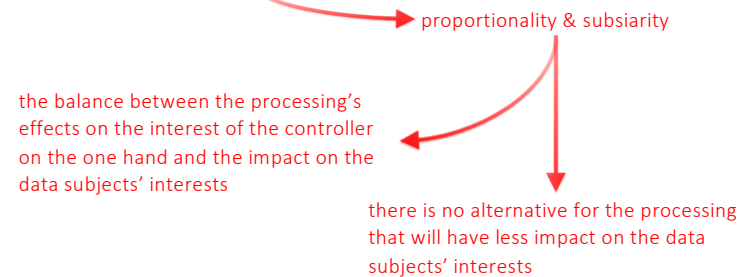 proportionality & subsiarity
the balance between the processing’s
effects on the interest of the controller
on the one hand and the impact on the
data subjects’ interests
there is no alternative for the processing
that will have less impact on the data
subjects’ interests